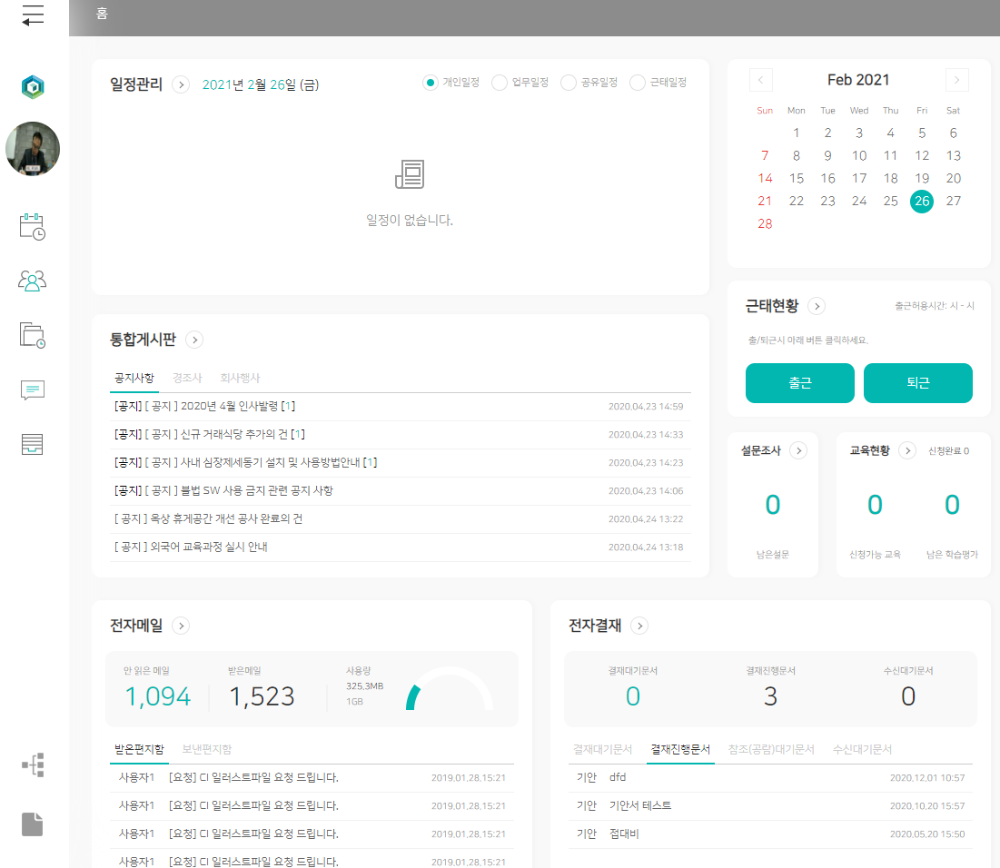 홈
일정관리 2021년 2월 26일 (금) 개인일정 업무일정 공유일정 근태일정
일정이 없습니다.
Feb 2021
Sun Mon Tue Wed Thu Fri Sat
1 2 3 4 5 6
7 8 9 10 11 12 13
14 15 16 17 18 19 20
21 22 23 24 25 26 27
28
근태현황 출근허용시간: 시 - 시
출/퇴근시 아래 버튼 클릭하세요.
출근 퇴근
통합게시판
공지사항 경조사 회사행사
[공지] [ 공지 ] 2020년 4월 인사발령 [1] 2020.04.23 14:59
[공지] [ 공지 ] 신규 거래식당 추가의 건 [1] 2020.04.23 14:33
[공지] [ 공지 ] 사내 심장제세동기 설치 및 사용방법안내 [1] 2020.04.23 14:23
[공지] [ 공지 ] 불법 SW 사용 금지 관련 공지 사항 2020.04.23 14:06
[ 공지 ] 옥상 휴게공간 개선 공사 완료의 건 2020.04.24 13:22
[ 공지 ] 외국어 교육과정 실시 안내 2020.04.24 13:18
설문조사
0
남은설문
교육현황 신청완료 0
0 0
신청가능 교육 남은 학습평가
전자메일
안 읽은 메일 받은메일 사용량
1,094 1,523 325.3MB
1GB
받은편지함 보낸편지함
사용자1 [요청] CI 일러스트파일 요청 드립니다. 2019.01.28.15:21
사용자1 [요청] CI 일러스트파일 요청 드립니다. 2019.01.28.15:21
사용자1 [요청] CI 일러스트파일 요청 드립니다. 2019.01.28.15:21
사용자1 [요청] CI 일러스트파일 요청 드립니다. 2019.01.28.15:21
전자결재
결재대기문서 결재진행문서 수신대기문서
0 3 0
결재대기문서 결재진행문서 참조(공람)대기문서 수신대기문서
기안 dfd 2020.12.01 10:57
기안 기안서 테스트 2020.10.20 15:57
기안 접대비 2020.05.20 15:50